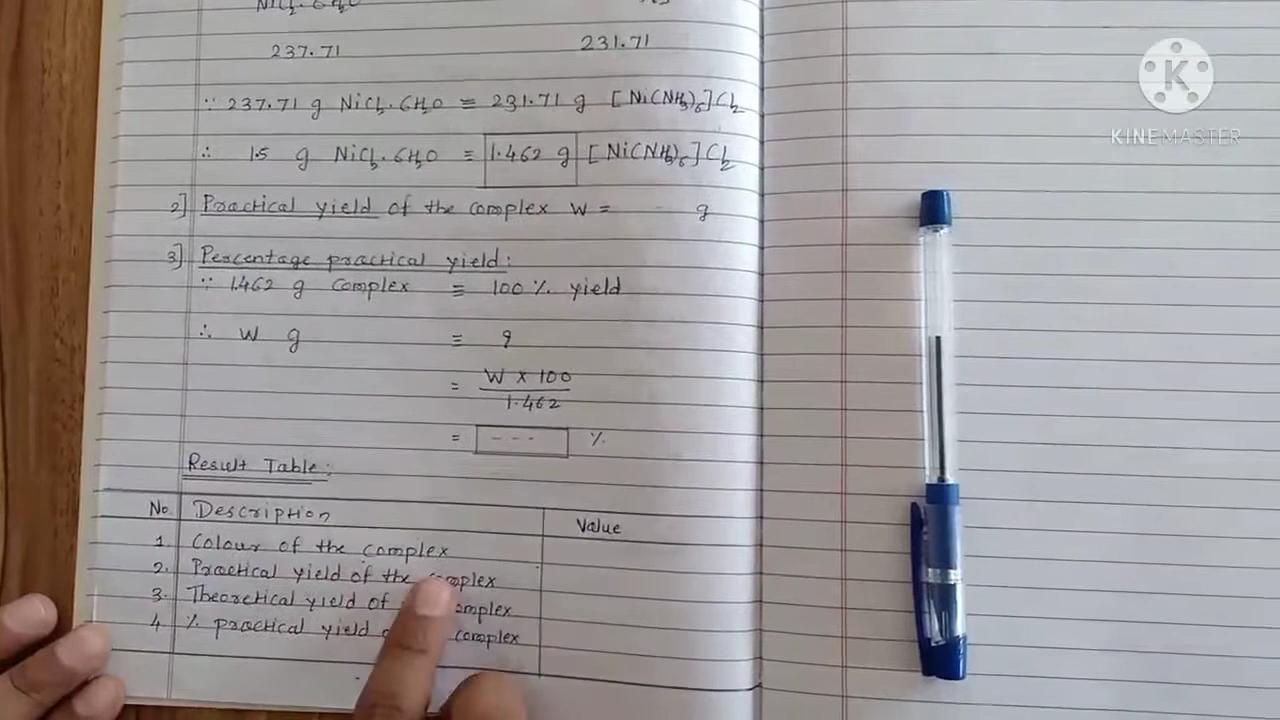 NiCl₂.6H₂O
237.71 231.71
∵ 237.71 g NiCl₂.6H₂O ≡ 231.71 g [Ni(NH₃)₆]Cl₂
∴ 1.5 g NiCl₂.6H₂O ≡ 1.462 g [Ni(NH₃)₆]Cl₂
2] Practical yield of the complex W = g
3] Percentage practical yield:
∵ 1.462 g complex ≡ 100 % yield
∴ W g ≡ ?
= W x 100
1.462
= --- %
Result Table:
No. Description Value
1. Colour of the complex
2. Practical yield of the complex
3. Theoretical yield of complex
4 % practical yield complex
KINEMASTER